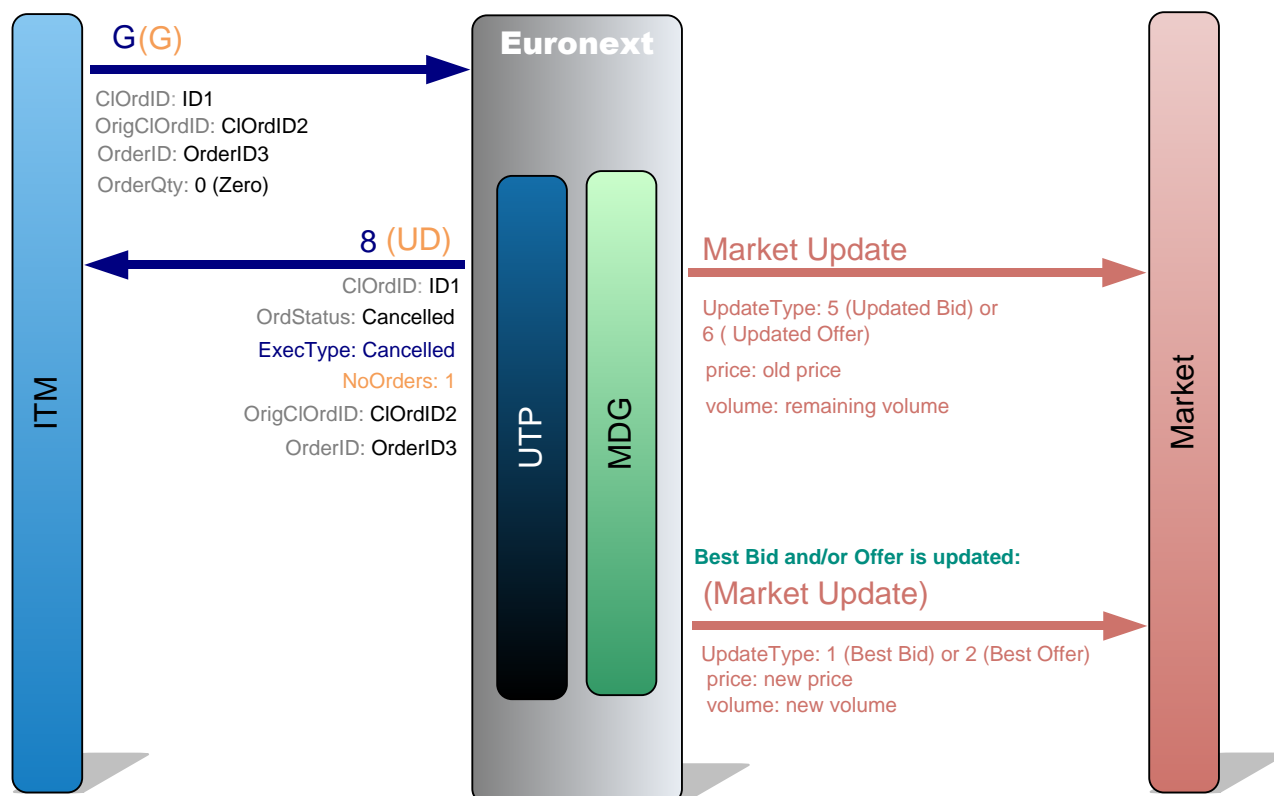 G(G)
Euronext
ClOrdID: ID1
OrigClOrdID: ClOrdID2
OrderID: OrderID3
OrderQty: 0 (Zero)
8 (UD)
ClOrdID: ID1
OrdStatus: Cancelled
ExecType: Cancelled
NoOrders: 1
OrigClOrdID: ClOrdID2
OrderID: OrderID3
ITM
UTP
MDG
Market Update
UpdateType: 5 (Updated Bid) or
6 ( Updated Offer)
price: old price
volume: remaining volume
Best Bid and/or Offer is updated:
(Market Update)
UpdateType: 1 (Best Bid) or 2 (Best Offer)
price: new price
volume: new volume
Market